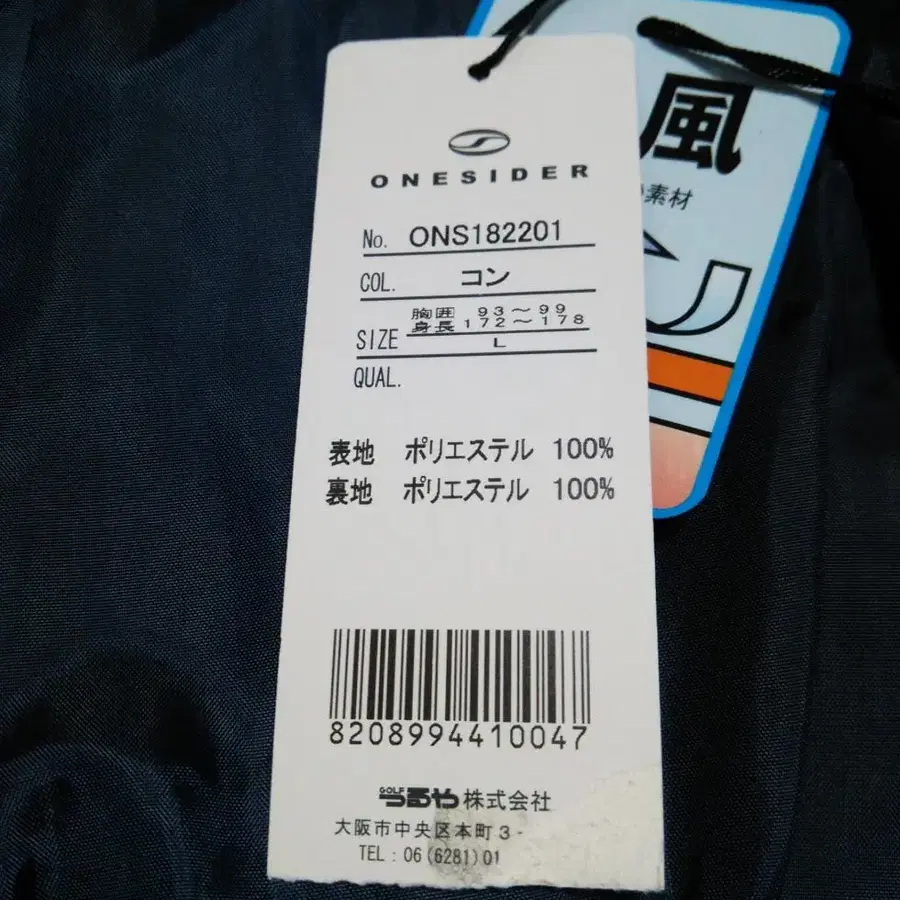 ONESIDER
No. ONS182201
COL. コン
SIZE
胸囲 93～99
身長 172～178
L
QUAL.
表地 ポリエステル 100%
裏地 ポリエステル 100%
8208994410047
GOLF
つるや株式会社
大阪市中央区本町3-
TEL : 06 (6281) 01
風
素材